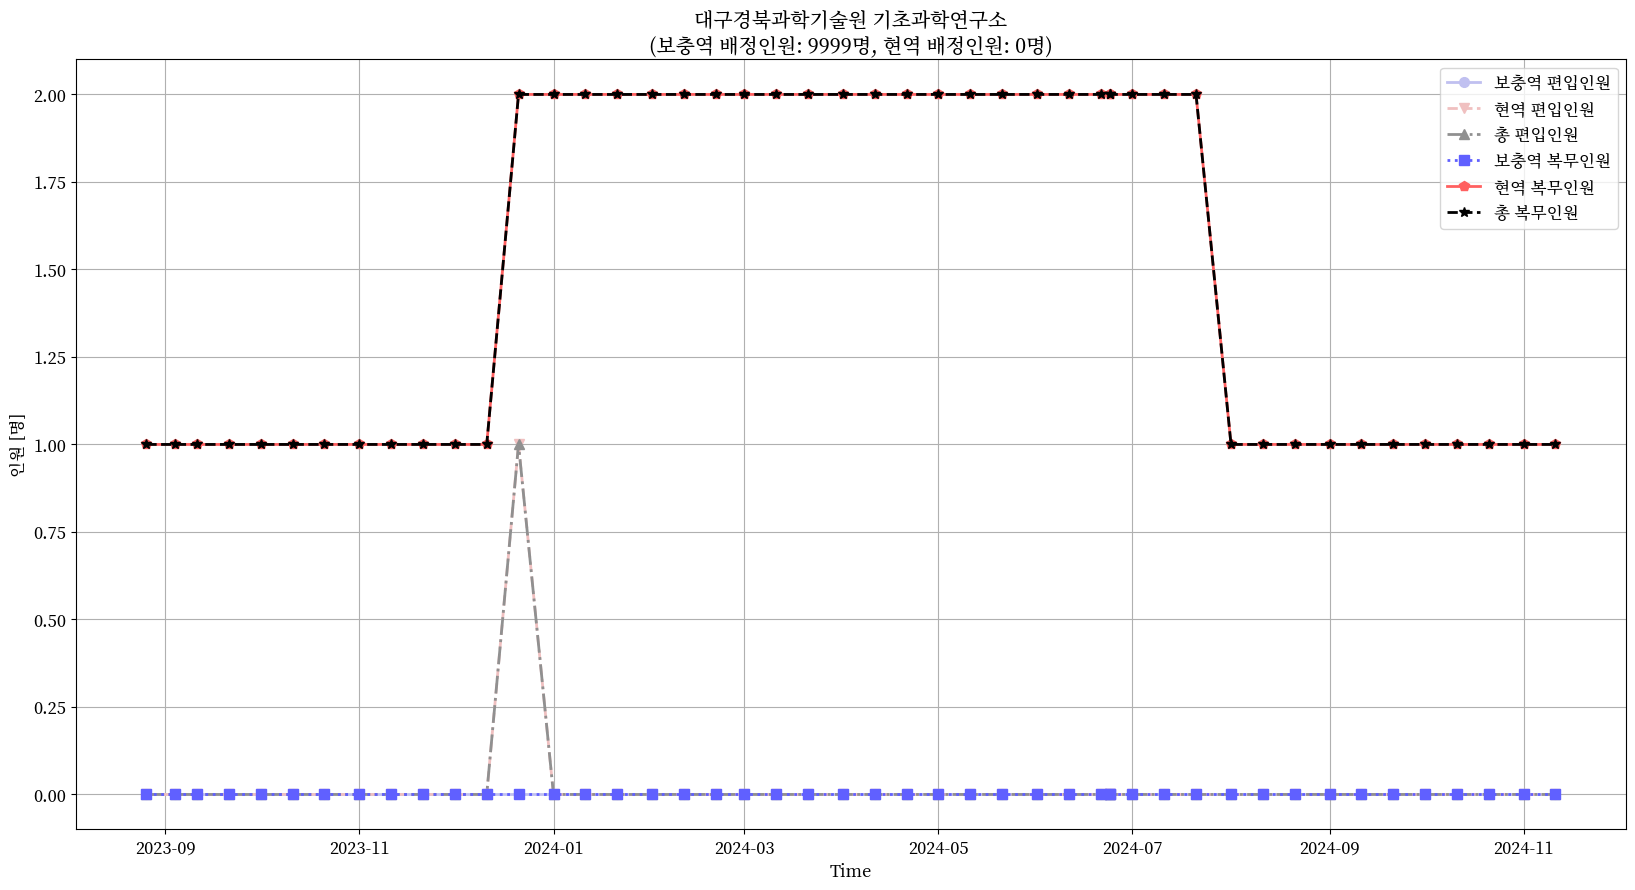 대구경북과학기술원 기초과학연구소
(보충역 배정인원: 9999명, 현역 배정인원: 0명)
보충역 편입인원
현역 편입인원
총 편입인원
보충역 복무인원
현역 복무인원
총 복무인원
2.00
1.75
1.50
1.25
1.00
0.75
0.50
0.25
0.00
인원 [명]
2023-09
2023-11
2024-01
2024-03
2024-05
2024-07
2024-09
2024-11
Time